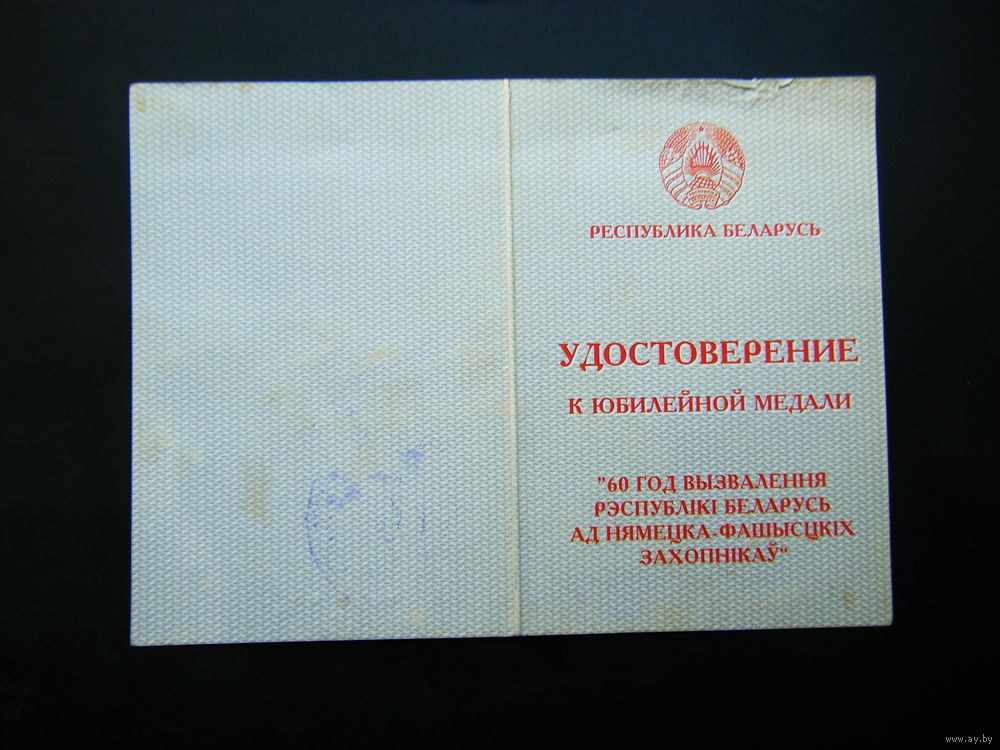 РЕСПУБЛИКА БЕЛАРУСЬ
УДОСТОВЕРЕНИЕ
К ЮБИЛЕЙНОЙ МЕДАЛИ
"60 ГОД ВЫЗВАЛЕННЯ
РЭСПУБЛІКІ БЕЛАРУСЬ
АД НЯМЕЦКА-ФАШЫСЦКІХ
ЗАХОПНІКАЎ"
www.ay.by